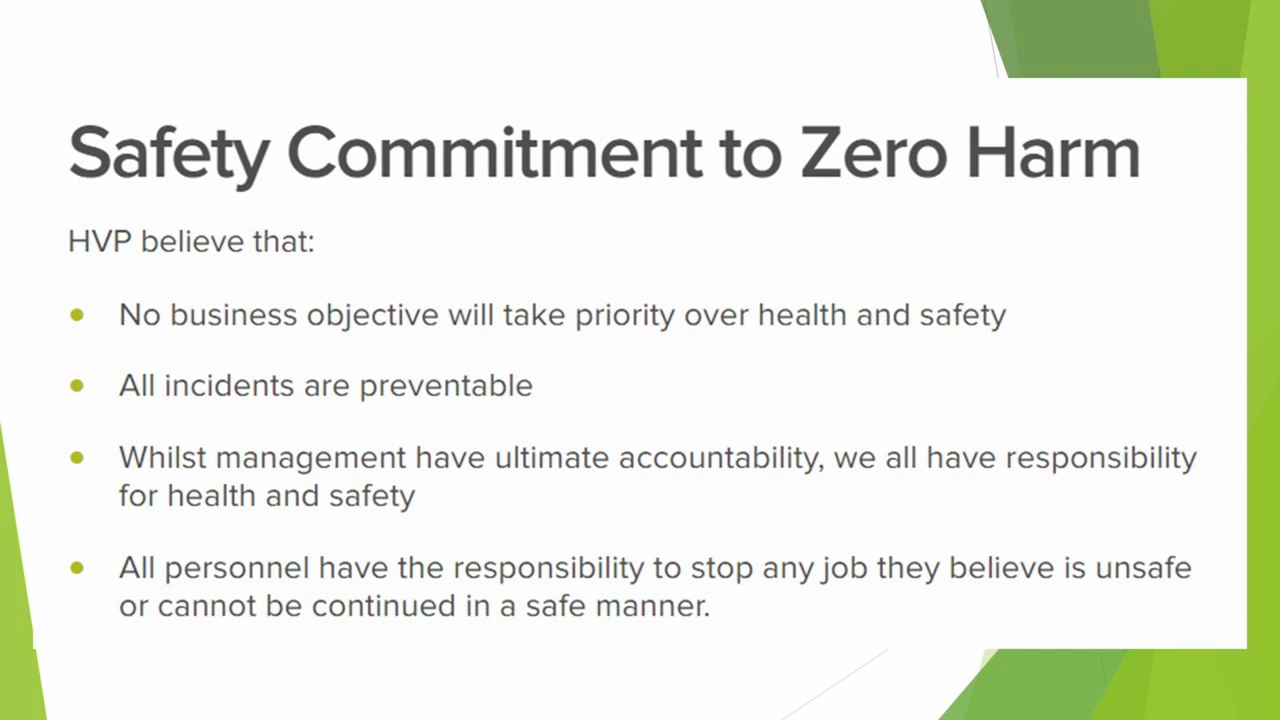 Safety Commitment to Zero Harm
HVP believe that:
• No business objective will take priority over health and safety
• All incidents are preventable
• Whilst management have ultimate accountability, we all have responsibility
for health and safety
• All personnel have the responsibility to stop any job they believe is unsafe
or cannot be continued in a safe manner.